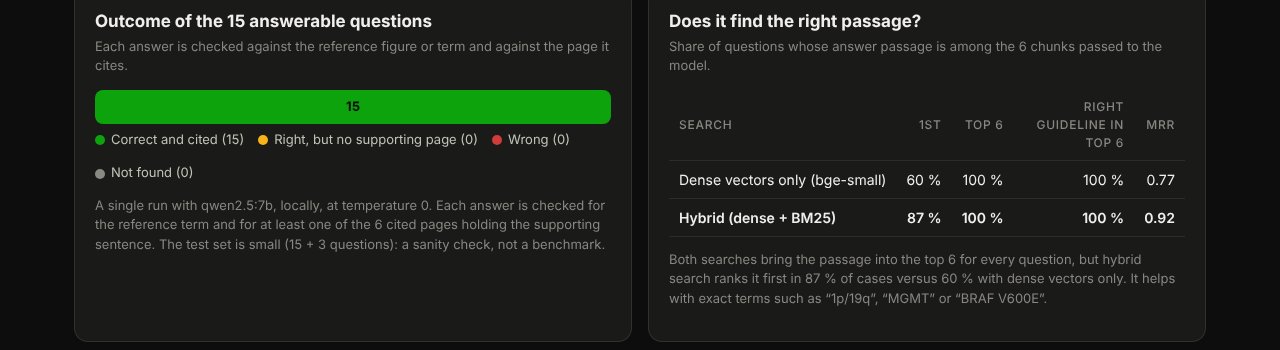 Outcome of the 15 answerable questions
Each answer is checked against the reference figure or term and against the page it
cites.
15
Correct and cited (15) Right, but no supporting page (0) Wrong (0)
Not found (0)
A single run with qwen2.5:7b, locally, at temperature 0. Each answer is checked for
the reference term and for at least one of the 6 cited pages holding the supporting
sentence. The test set is small (15 + 3 questions): a sanity check, not a benchmark.
Does it find the right passage?
Share of questions whose answer passage is among the 6 chunks passed to the
model.
SEARCH 1ST TOP 6 RIGHT
GUIDELINE IN
TOP 6 MRR
Dense vectors only (bge-small) 60 % 100 % 100 % 0.77
Hybrid (dense + BM25) 87 % 100 % 100 % 0.92
Both searches bring the passage into the top 6 for every question, but hybrid
search ranks it first in 87 % of cases versus 60 % with dense vectors only. It helps
with exact terms such as “1p/19q”, “MGMT” or “BRAF V600E”.